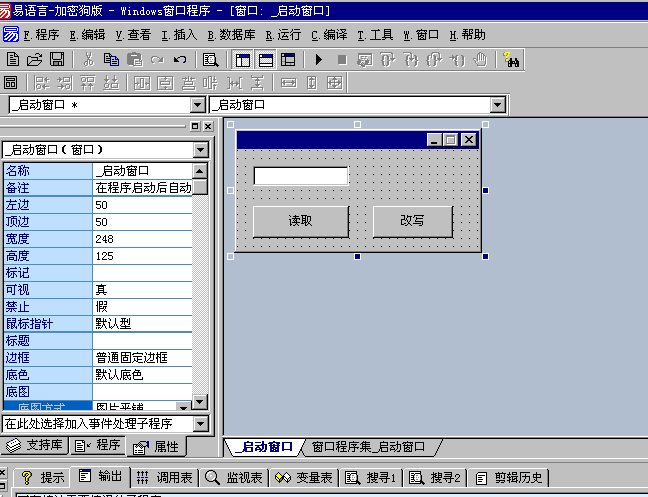 易语言-加密狗版 - Windows窗口程序 - [窗口: _启动窗口]
F.程序 E.编辑 V.查看 I.插入 B.数据库 R.运行 C.编译 T.工具 W.窗口 H.帮助
_启动窗口 * _启动窗口
_启动窗口（窗口）
名称 _启动窗口
备注 在程序启动后自动
左边 50
顶边 50
宽度 248
高度 125
标记
可视 真
禁止 假
鼠标指针 默认型
标题
边框 普通固定边框
底色 默认底色
底图
底图方式 图片平铺
在此处选择加入事件处理子程序
支持库 程序 属性
读取 改写
_启动窗口 窗口程序集_启动窗口
提示 输出 调用表 监视表 变量表 搜寻1 搜寻2 剪辑历史